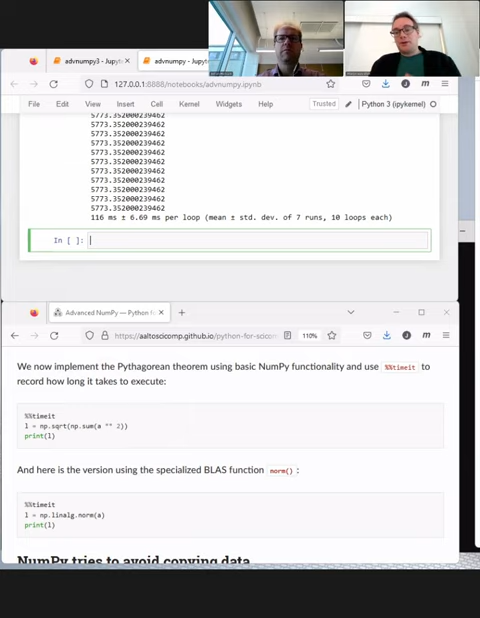 advnumpy3 - Jupyt
advnumpy - Jupyt
127.0.0.1:8888/notebooks/advnumpy.ipynb
File Edit View Insert Cell Kernel Widgets Help Trusted Python 3 (ipykernel)
5773.352000239462
5773.352000239462
5773.352000239462
5773.352000239462
5773.352000239462
5773.352000239462
5773.352000239462
5773.352000239462
5773.352000239462
5773.352000239462
5773.352000239462
116 ms ± 6.69 ms per loop (mean ± std. dev. of 7 runs, 10 loops each)
In [ ]:
Advanced NumPy — Python f
https://aaltoscicomp.github.io/python-for-scicom 110%
We now implement the Pythagorean theorem using basic NumPy functionality and use %%timeit to
record how long it takes to execute:
%%timeit
l = np.sqrt(np.sum(a ** 2))
print(l)
And here is the version using the specialized BLAS function norm() :
%%timeit
l = np.linalg.norm(a)
print(l)
NumPy tries to avoid copying data